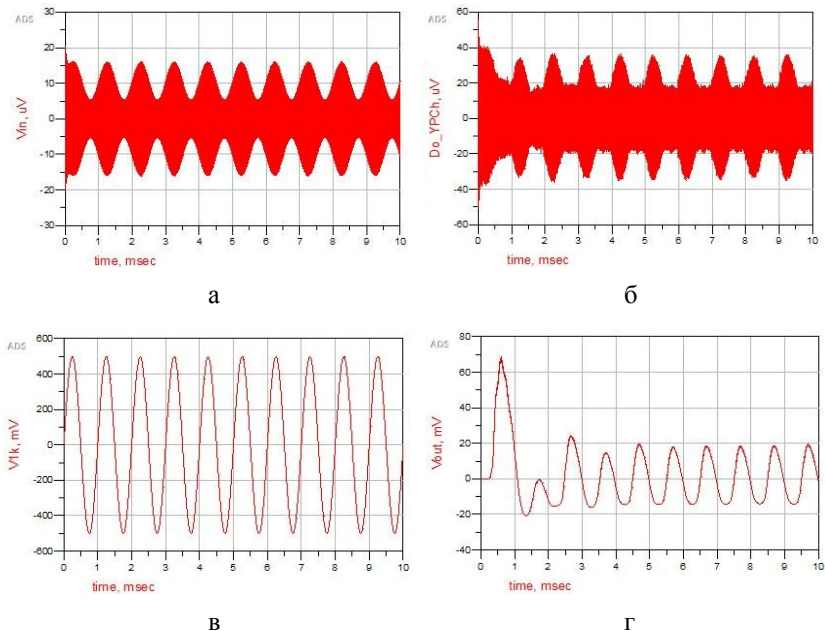 ADS
30
20
10
0
-10
-20
-30
Vin, uV
0 1 2 3 4 5 6 7 8 9 10
time, msec
а
ADS
60
40
20
0
-20
-40
-60
Do_YPCh, uV
0 1 2 3 4 5 6 7 8 9 10
time, msec
б
ADS
600
400
200
0
-200
-400
-600
V1k, mV
0 1 2 3 4 5 6 7 8 9 10
time, msec
в
ADS
80
60
40
20
0
-20
-40
Vout, mV
0 1 2 3 4 5 6 7 8 9 10
time, msec
г